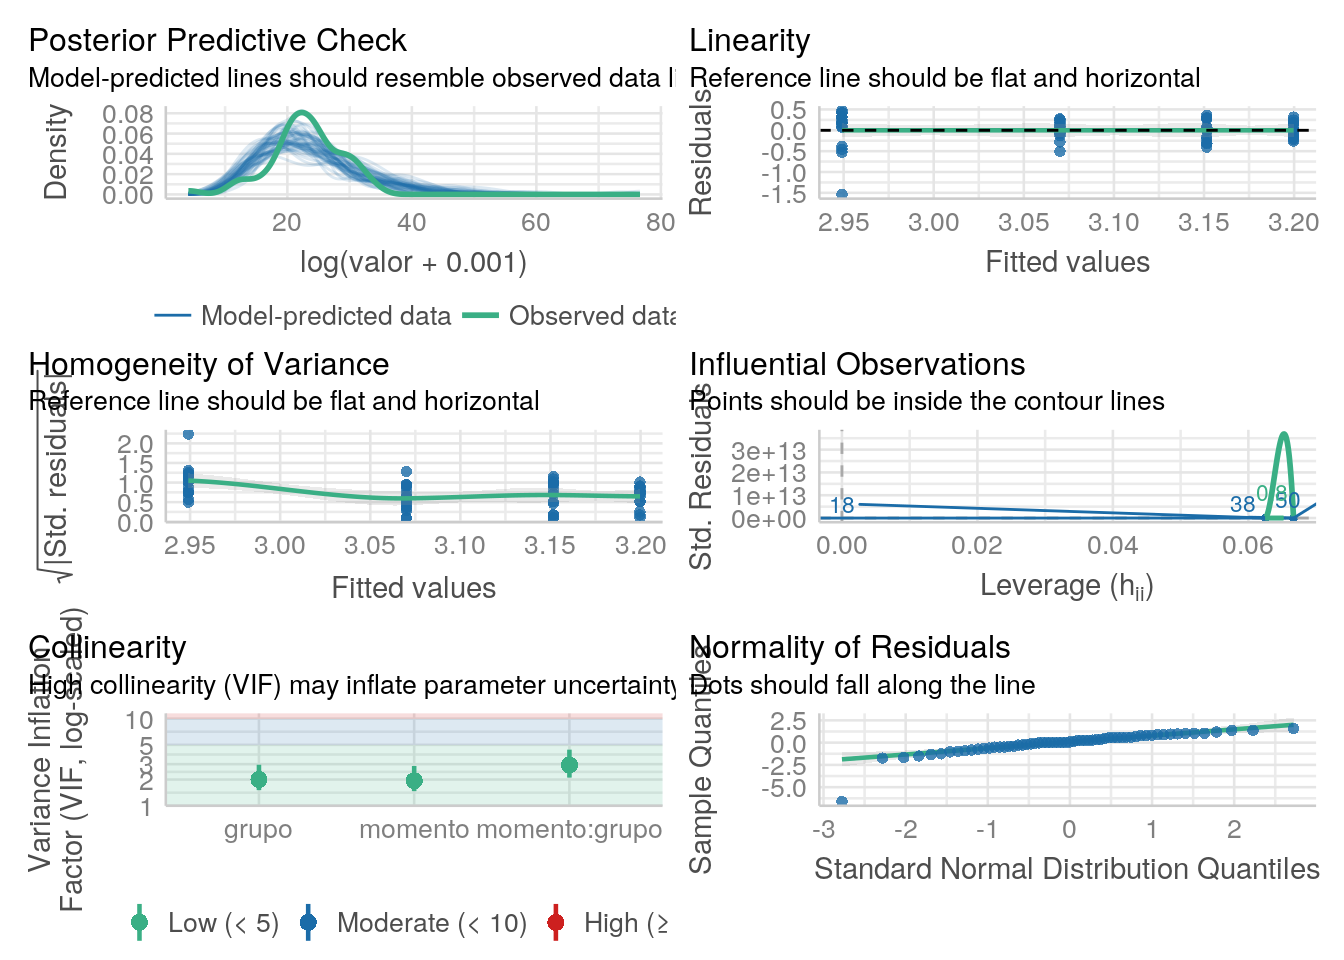 Posterior Predictive Check
Model-predicted lines should resemble observed data li
Density
0.08
0.06
0.04
0.02
0.00
20 40 60 80
log(valor + 0.001)
Model-predicted data Observed data
Linearity
Reference line should be flat and horizontal
Residuals
0.5
0.0
-0.5
-1.0
-1.5
2.95 3.00 3.05 3.10 3.15 3.20
Fitted values
Homogeneity of Variance
Reference line should be flat and horizontal
√|Std. residuals|
2.0
1.5
1.0
0.5
0.0
2.95 3.00 3.05 3.10 3.15 3.20
Fitted values
Influential Observations
Points should be inside the contour lines
Std. Residuals
3e+13
2e+13
1e+13
0e+00
18
38
0.8
50
0.00 0.02 0.04 0.06
Leverage (hii)
Collinearity
High collinearity (VIF) may inflate parameter uncertainty
Variance Inflation
Factor (VIF, log-scaled)
10
5
3
2
1
grupo momento momento:grupo
Low (< 5) Moderate (< 10) High (≥
Normality of Residuals
Dots should fall along the line
Sample Quantiles
2.5
0.0
-2.5
-5.0
-3 -2 -1 0 1 2
Standard Normal Distribution Quantiles